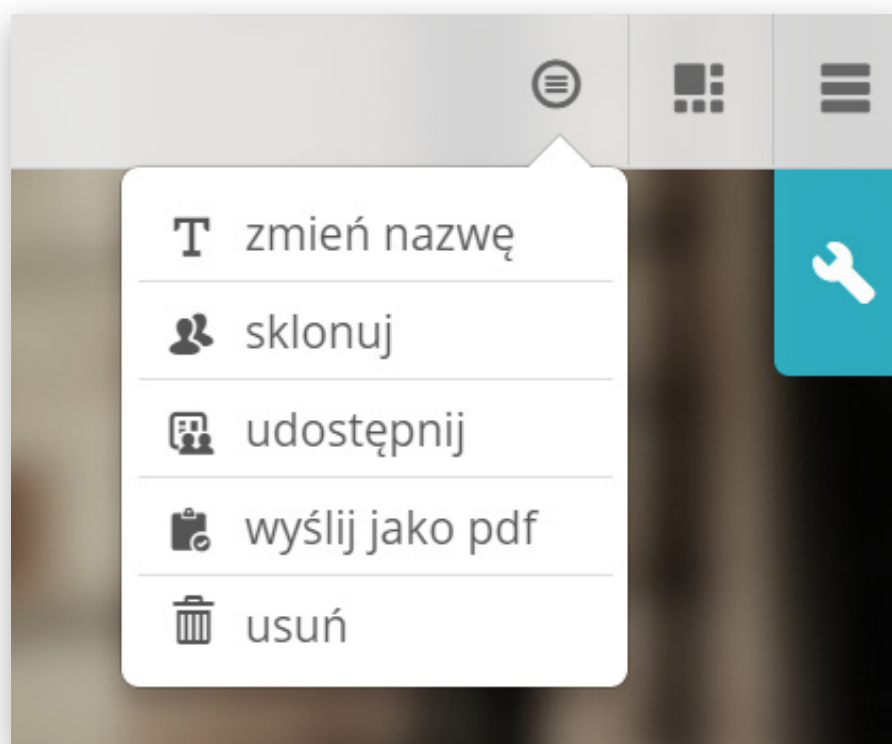 zmień nazwę
sklonuj
udostępnij
wyślij jako pdf
usuń